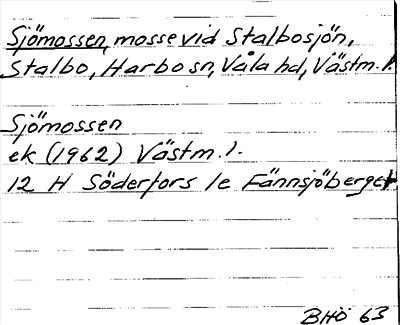 Sjömossen, mosse vid Stalbosjön,
Stalbo, Harbo sn, Våla hd, Västm. l.
Sjömossen
ek (1962) Västm. l.
12 H Söderfors 1e Fännsjöberget
BHÖ 63